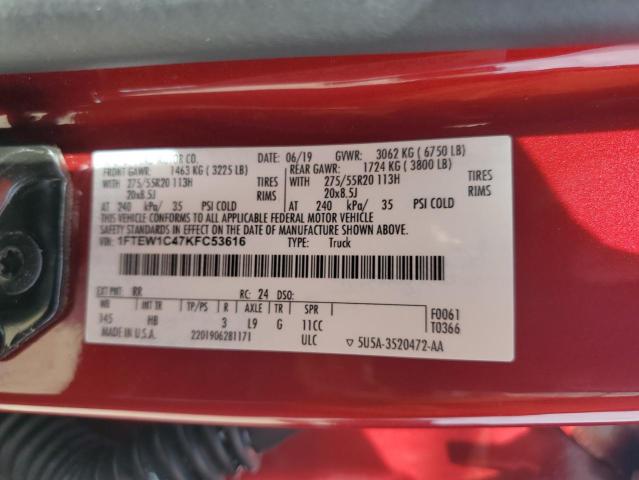 MOTOR CO. DATE: 06/19 GVWR: 3062 KG ( 6750 LB)
FRONT GAWR: 1463 KG ( 3225 LB) REAR GAWR: 1724 KG ( 3800 LB)
WITH 275/55R20 113H TIRES WITH 275/55R20 113H TIRES
20x8.5J RIMS 20x8.5J RIMS
AT 240 kPa/ 35 PSI COLD AT 240 kPa/ 35 PSI COLD
THIS VEHICLE CONFORMS TO ALL APPLICABLE FEDERAL MOTOR VEHICLE
SAFETY STANDARDS IN EFFECT ON THE DATE OF MANUFACTURE SHOWN ABOVE.
VIN: 1FTEW1C47KFC53616 TYPE: Truck
EXT PNT: RR RC: 24 DSO:
WB INT TR TP/PS R AXLE TR SPR F0061
145 HB 3 L9 G 11CC T0366
MADE IN U.S.A. 2201906281171 ULC ▽ 5U5A-3520472-AA